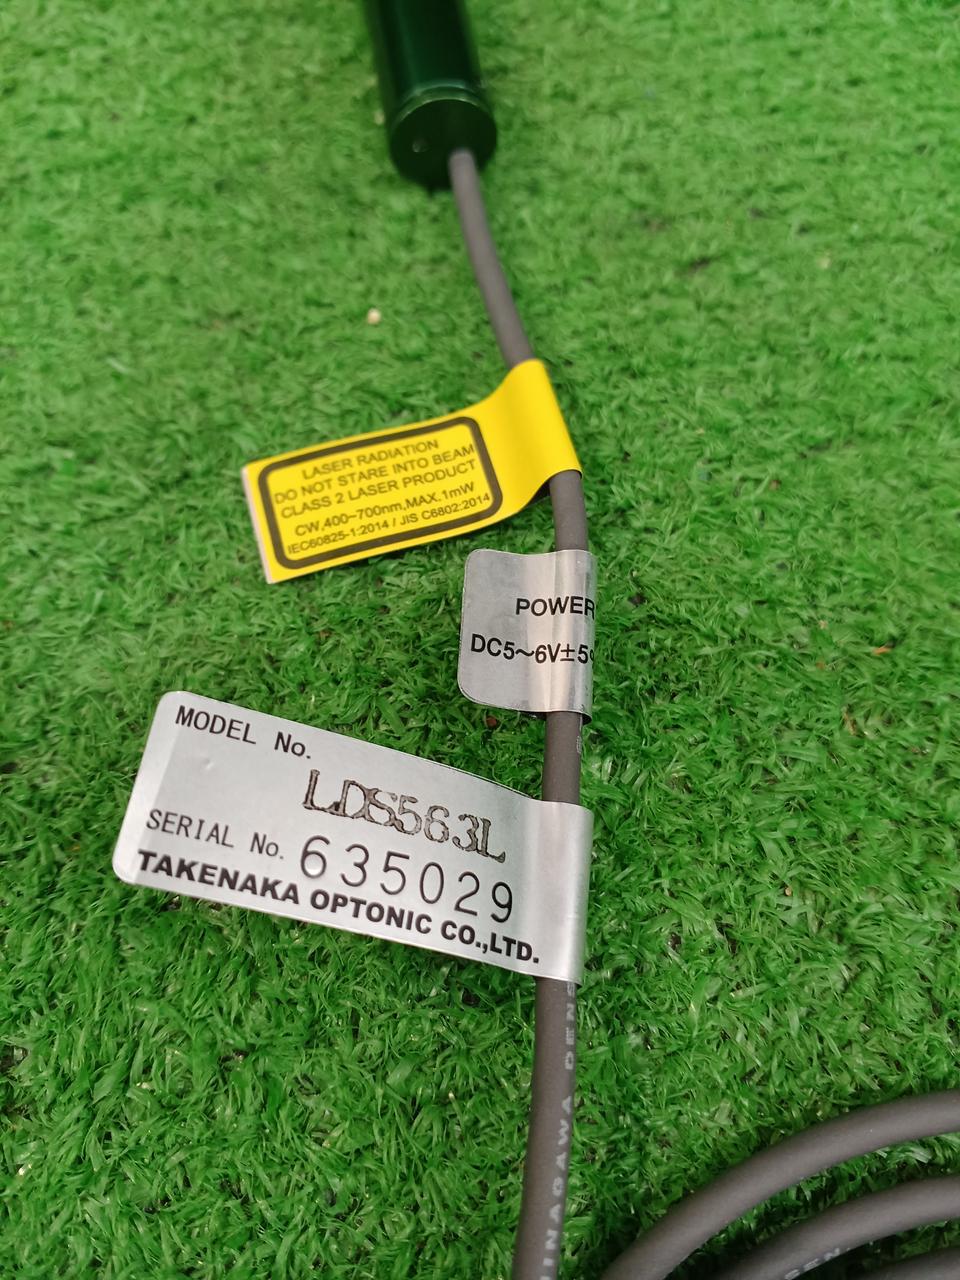 LASER RADIATION
DO NOT STARE INTO BEAM
CLASS 2 LASER PRODUCT
CW,400~700nm,MAX.1mW
IEC60825-1:2014 / JIS C6802:2014
POWER
DC5~6V±5
MODEL No.
LDS563L
SERIAL No. 635029
TAKENAKA OPTONIC CO.,LTD.